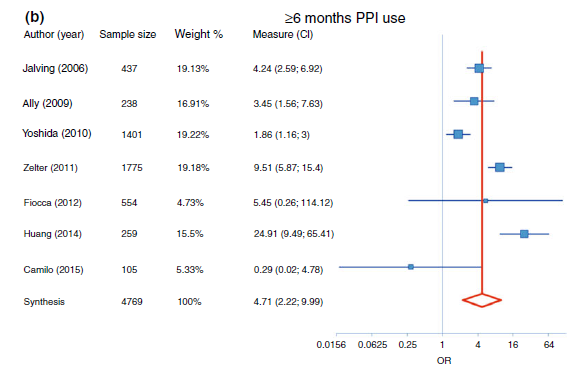 (b) ≥6 months PPI use
Author (year) Sample size Weight % Measure (CI)
Jalving (2006) 437 19.13% 4.24 (2.59; 6.92)
Ally (2009) 238 16.91% 3.45 (1.56; 7.63)
Yoshida (2010) 1401 19.22% 1.86 (1.16; 3)
Zelter (2011) 1775 19.18% 9.51 (5.87; 15.4)
Fiocca (2012) 554 4.73% 5.45 (0.26; 114.12)
Huang (2014) 259 15.5% 24.91 (9.49; 65.41)
Camilo (2015) 105 5.33% 0.29 (0.02; 4.78)
Synthesis 4769 100% 4.71 (2.22; 9.99)
0.0156 0.0625 0.25 1 4 16 64
OR